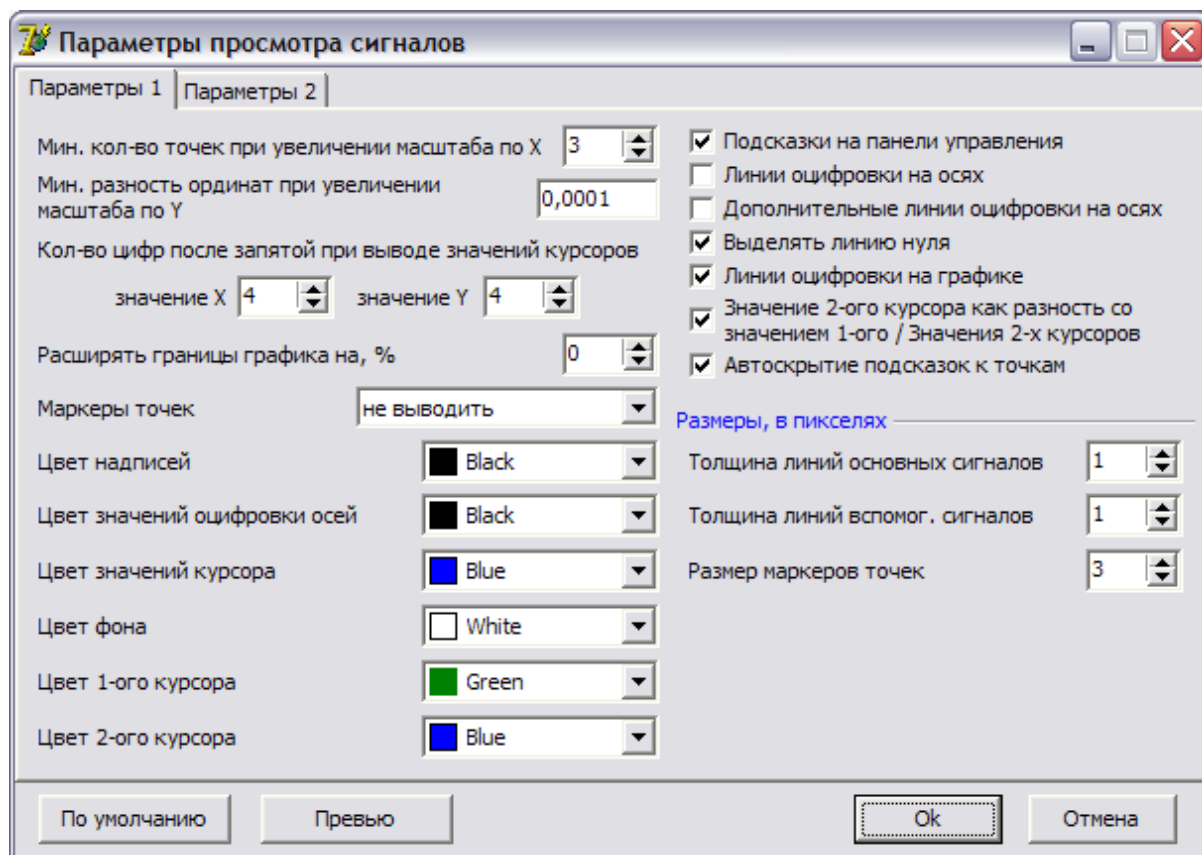 Параметры просмотра сигналов
Параметры 1
Параметры 2
Мин. кол-во точек при увеличении масштаба по X
3
Мин. разность ординат при увеличении
масштаба по Y
0,0001
Кол-во цифр после запятой при выводе значений курсоров
значение X
4
значение Y
4
Расширять границы графика на, %
0
Маркеры точек
не выводить
Цвет надписей
Black
Цвет значений оцифровки осей
Black
Цвет значений курсора
Blue
Цвет фона
White
Цвет 1-ого курсора
Green
Цвет 2-ого курсора
Blue
Подсказки на панели управления
Линии оцифровки на осях
Дополнительные линии оцифровки на осях
Выделять линию нуля
Линии оцифровки на графике
Значение 2-ого курсора как разность со
значением 1-ого / Значения 2-х курсоров
Автоскрытие подсказок к точкам
Размеры, в пикселях
Толщина линий основных сигналов
1
Толщина линий вспомог. сигналов
1
Размер маркеров точек
3
По умолчанию
Превью
Ok
Отмена